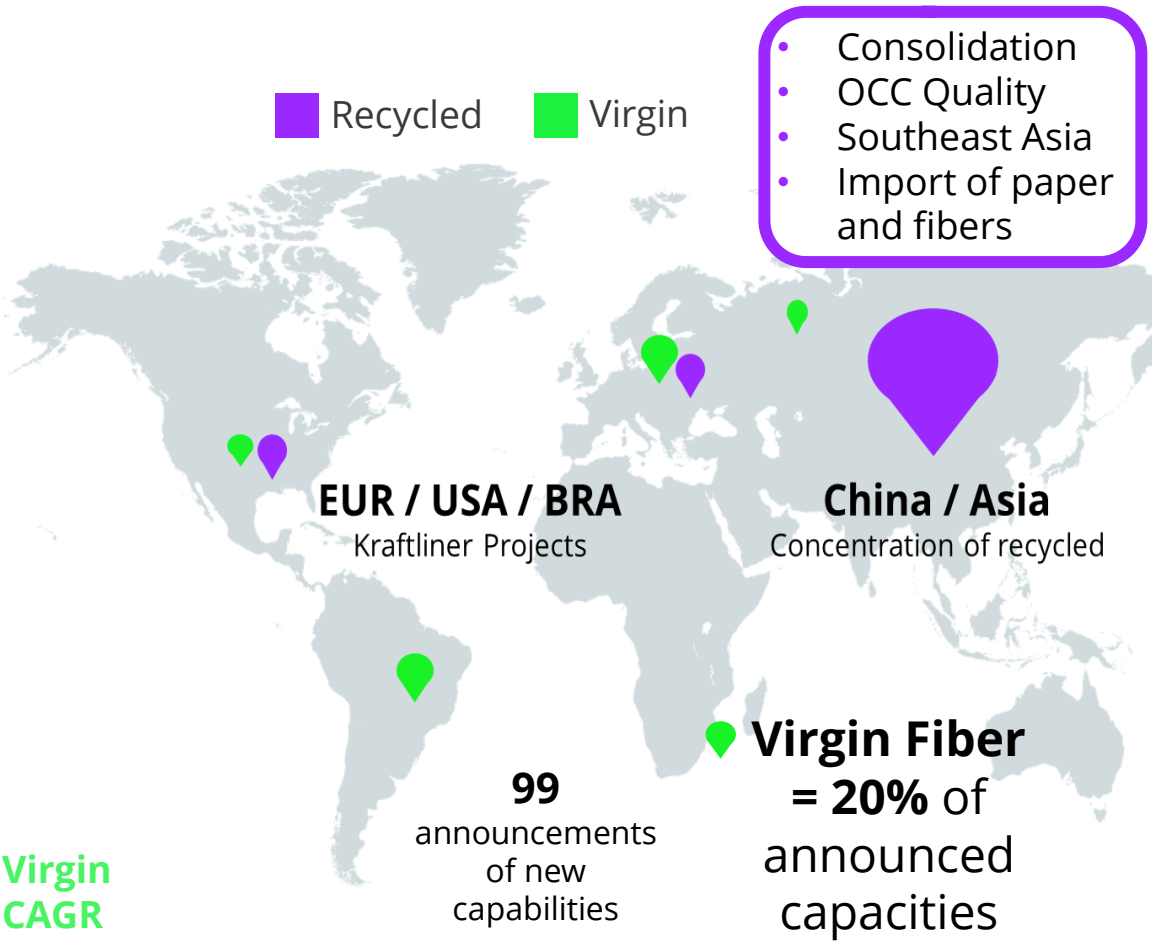 • Consolidation
• OCC Quality
• Southeast Asia
• Import of paper
and fibers
Recycled
Virgin
EUR / USA / BRA
Kraftliner Projects
China / Asia
Concentration of recycled
99
announcements
of new
capabilities
Virgin Fiber
= 20% of
announced
capacities
Virgin
CAGR